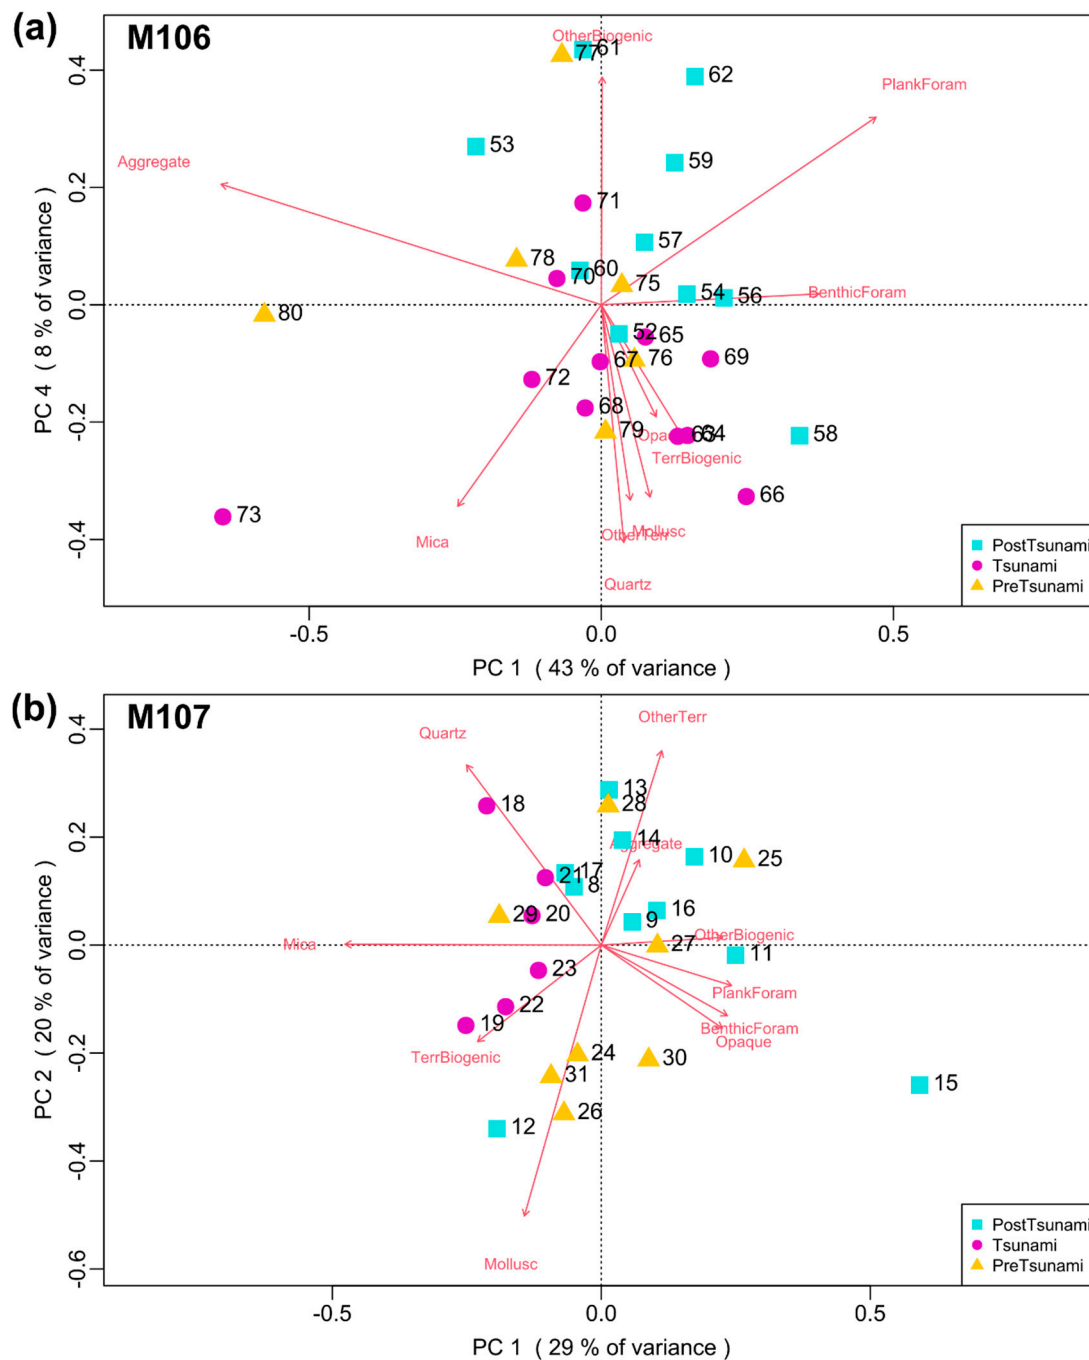 (a)
M106
OtherBiogenic
61
77
62
PlankForam
53
59
Aggregate
71
57
78
60
70
75
54
56
BenthicForam
80
52
65
67
76
69
72
68
79
Opaque
63
64
58
TerrBiogenic
66
73
Mica
OtherTerr
Mollusc
Quartz
PostTsunami
Tsunami
PreTsunami
0.4
0.2
0.0
-0.2
-0.4
PC 4 ( 8 % of variance)
-0.5
0.0
0.5
PC 1 ( 43 % of variance )
(b)
M107
OtherTerr
Quartz
18
13
28
14
Aggregate
10
25
17
21
8
29
20
9
16
Mica
27
OtherBiogenic
11
23
PlankForam
22
19
BenthicForam
Opaque
TerrBiogenic
24
30
31
26
15
12
Mollusc
PostTsunami
Tsunami
PreTsunami
0.4
0.2
0.0
-0.2
-0.4
-0.6
PC 2 ( 20 % of variance)
-0.5
0.0
0.5
PC 1 ( 29 % of variance )